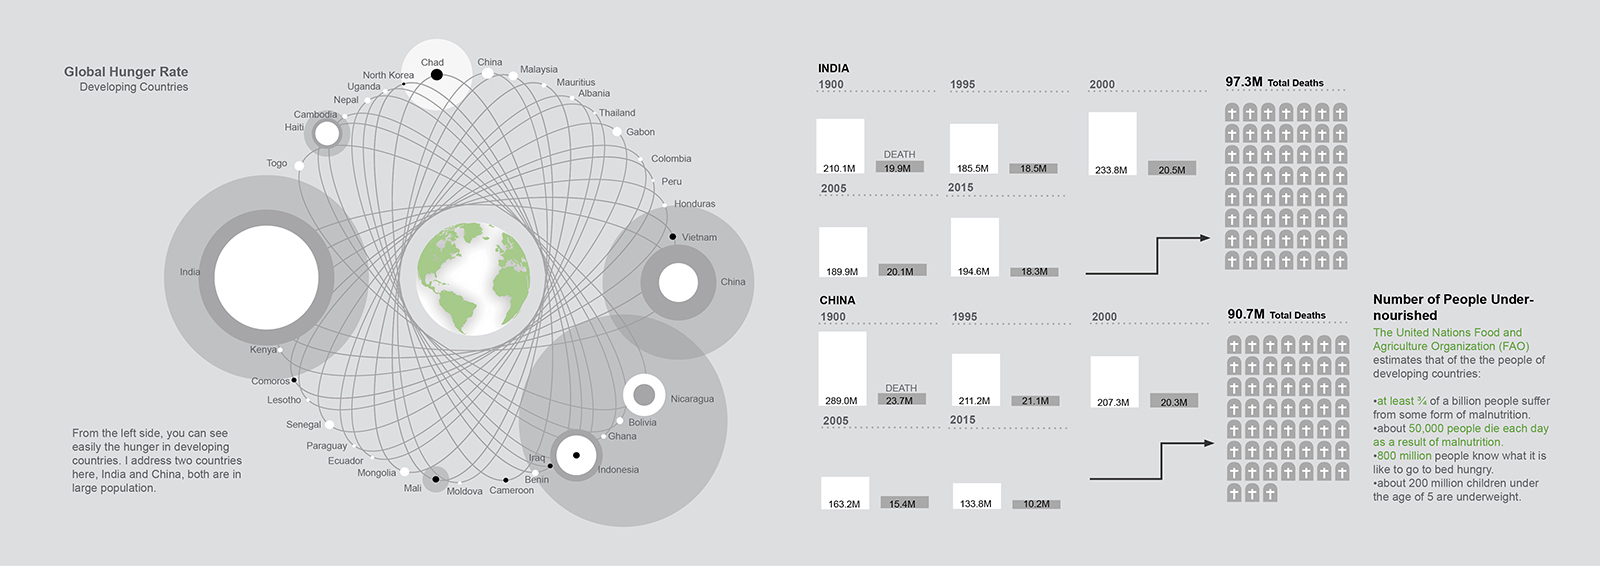 Global Hunger Rate
Developing Countries
Chad
China
Malaysia
Mauritius
Albania
Thailand
Gabon
Colombia
Peru
Honduras
Vietnam
China
Nicaragua
Bolivia
Ghana
Indonesia
Iraq
Benin
Cameroon
Moldova
Mali
Mongolia
Ecuador
Paraguay
Senegal
Lesotho
Comoros
Kenya
India
Togo
Haiti
Cambodia
Nepal
Uganda
North Korea
From the left side, you can see
easily the hunger in developing
countries. I address two countries
here, India and China, both are in
large population.
INDIA
1900
1995
2000
DEATH
210.1M
19.9M
185.5M
18.5M
233.8M
20.5M
2005
2015
189.9M
20.1M
194.6M
18.3M
97.3M Total Deaths
CHINA
1900
1995
2000
DEATH
289.0M
23.7M
211.2M
21.1M
207.3M
20.3M
2005
2015
163.2M
15.4M
133.8M
10.2M
90.7M Total Deaths
Number of People Under-
nourished
The United Nations Food and
Agriculture Organization (FAO)
estimates that of the the people of
developing countries:
•at least ¾ of a billion people suffer
from some form of malnutrition.
•about 50,000 people die each day
as a result of malnutrition.
•800 million people know what it is
like to go to bed hungry.
•about 200 million children under
the age of 5 are underweight.